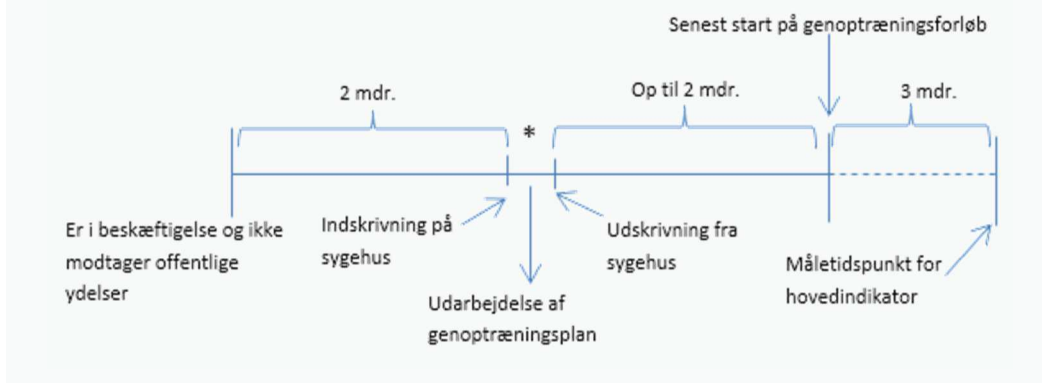 Senest start på genoptræningsforløb
2 mdr.
*
Op til 2 mdr.
3 mdr.
Er i beskæftigelse og ikke
modtager offentlige
ydelser
Indskrivning på
sygehus
Udarbejdelse af
genoptræningsplan
Udskrivning fra
sygehus
Måletidspunkt for
hovedindikator